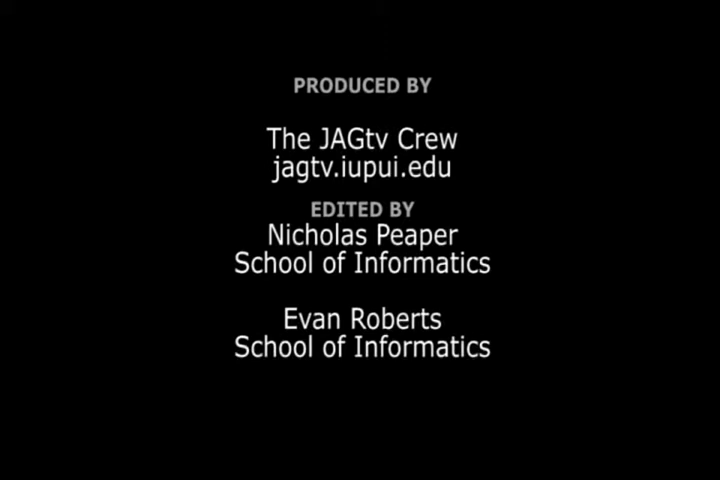 PRODUCED BY
The JAGtv Crew
jagtv.iupui.edu
EDITED BY
Nicholas Peaper
School of Informatics
Evan Roberts
School of Informatics